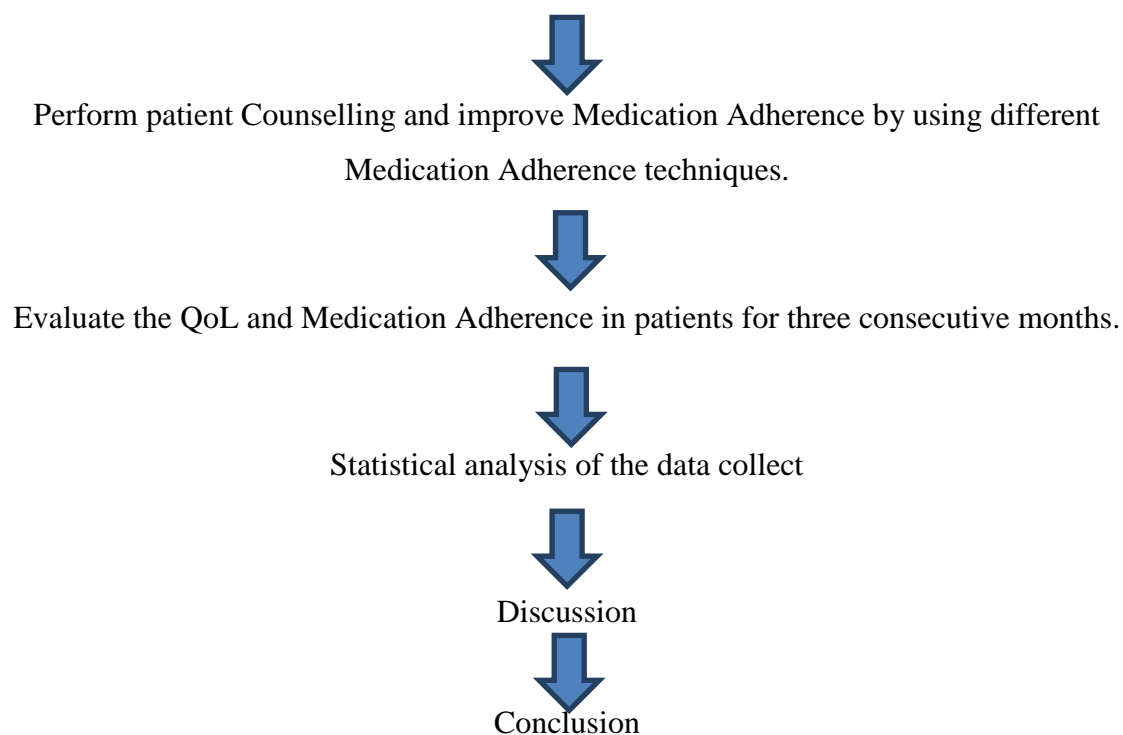 Perform patient Counselling and improve Medication Adherence by using different
Medication Adherence techniques.
Evaluate the QoL and Medication Adherence in patients for three consecutive months.
Statistical analysis of the data collect
Discussion
Conclusion